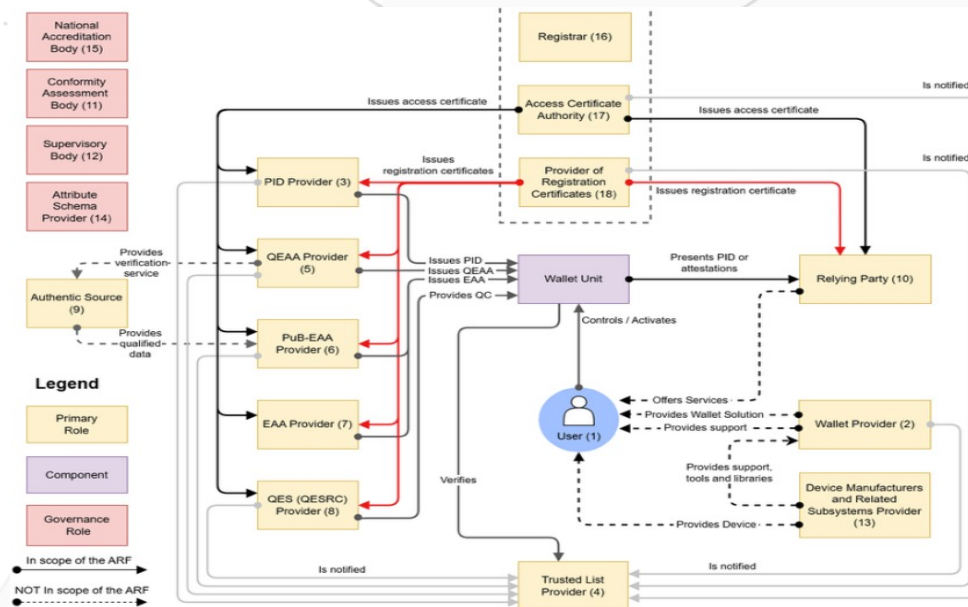 National
Accreditation
Body (15)
Conformity
Assessment
Body (11)
Supervisory
Body (12)
Attribute
Schema
Provider (14)
Registrar (16)
Access Certificate
Authority (17)
Provider of
Registration
Certificates (18)
Issues access certificate
Issues access certificate
Is notified
Is notified
Issues
registration certificates
Issues registration certificate
PID Provider (3)
QEAA Provider
(5)
PuB-EAA
Provider (6)
EAA Provider (7)
QES (QESRC)
Provider (8)
Provides
verification
service
Authentic Source
(9)
Provides
qualified
data
Issues PID
Issues QEAA
Issues EAA
Provides QC
Wallet Unit
Presents PID or
attestations
Relying Party (10)
Controls / Activates
User (1)
Offers Services
Provides Wallet Solution
Provides support
Wallet Provider (2)
Provides support,
tools and libraries
Device Manufacturers
and Related
Subsystems Provider
(13)
Provides Device
Verifies
Is notified
Is notified
Trusted List
Provider (4)
Legend
Primary
Role
Component
Governance
Role
In scope of the ARF
NOT In scope of the ARF